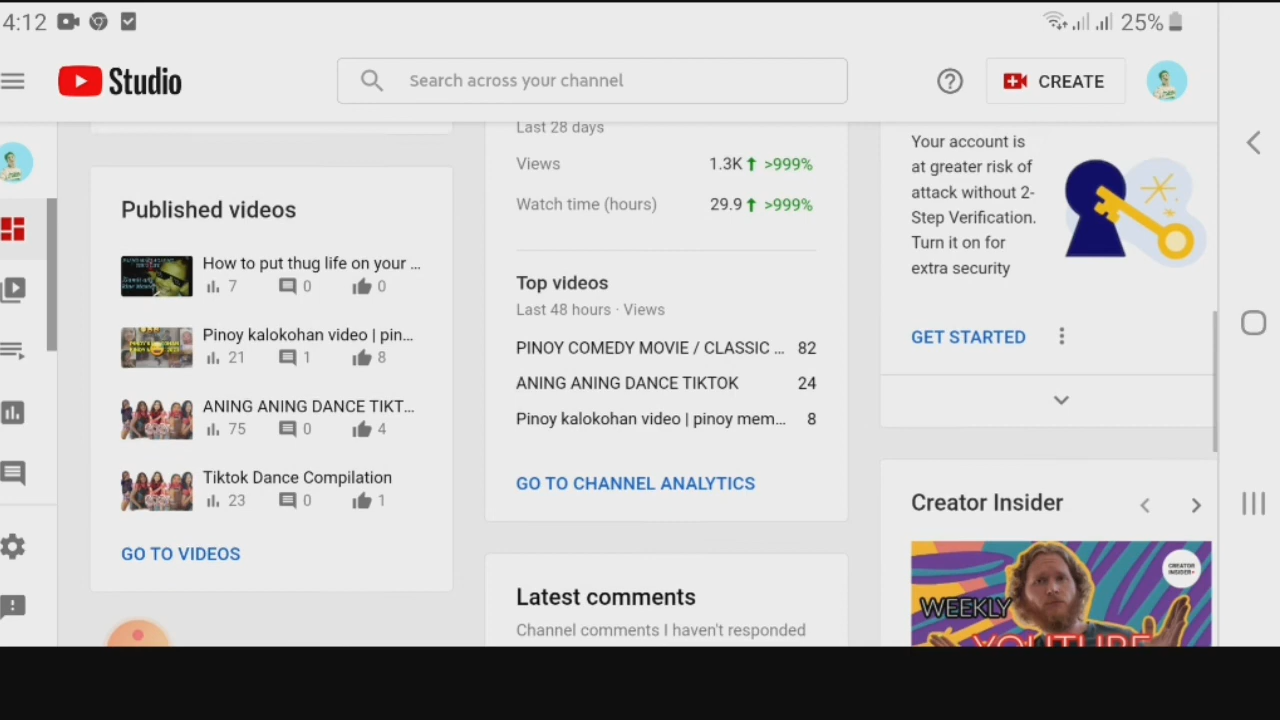 4:12
25%
Studio
Search across your channel
CREATE
Published videos
How to put thug life on your ...
7 0 0
Pinoy kalokohan video | pin...
21 1 8
ANING ANING DANCE TIKT...
75 0 4
Tiktok Dance Compilation
23 0 1
GO TO VIDEOS
Last 28 days
Views 1.3K >999%
Watch time (hours) 29.9 >999%
Top videos
Last 48 hours · Views
PINOY COMEDY MOVIE / CLASSIC ... 82
ANING ANING DANCE TIKTOK 24
Pinoy kalokohan video | pinoy mem... 8
GO TO CHANNEL ANALYTICS
Latest comments
Channel comments I haven't responded
Your account is
at greater risk of
attack without 2-
Step Verification.
Turn it on for
extra security
GET STARTED
Creator Insider
CREATOR
INSIDER
WEEKLY
YOUTUBE